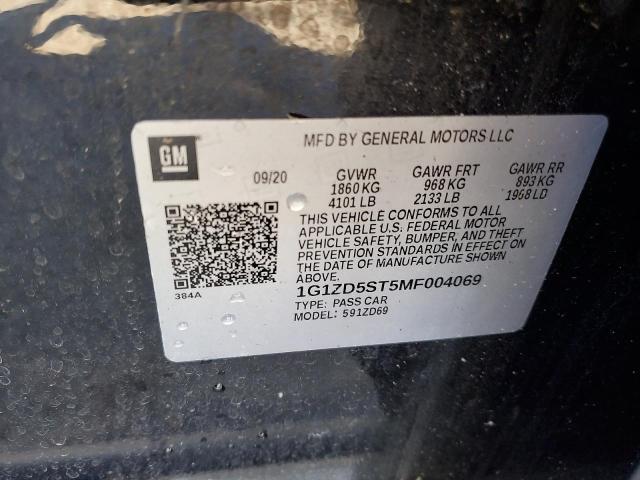 MFD BY GENERAL MOTORS LLC
GM
09/20 GVWR GAWR FRT GAWR RR
1860 KG 968 KG 893 KG
4101 LB 2133 LB 1968 LD
THIS VEHICLE CONFORMS TO ALL
APPLICABLE U.S. FEDERAL MOTOR
VEHICLE SAFETY, BUMPER, AND THEFT
PREVENTION STANDARDS IN EFFECT ON
THE DATE OF MANUFACTURE SHOWN
ABOVE.
384A
1G1ZD5ST5MF004069
TYPE: PASS CAR
MODEL: 591ZD69